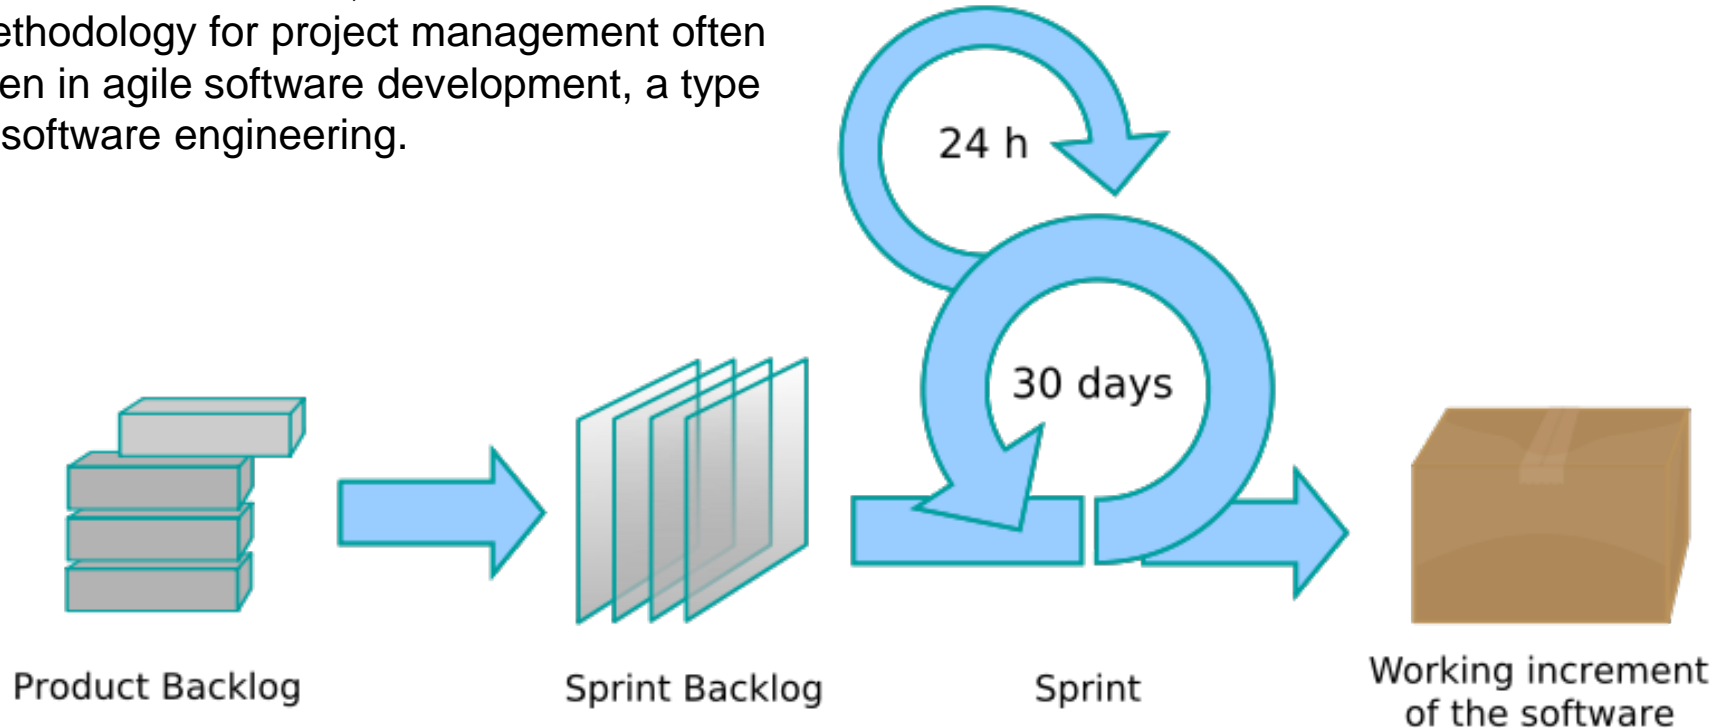 ethodology for project management often
en in agile software development, a type
software engineering.
24 h
30 days
Product Backlog
Sprint Backlog
Sprint
Working increment
of the software